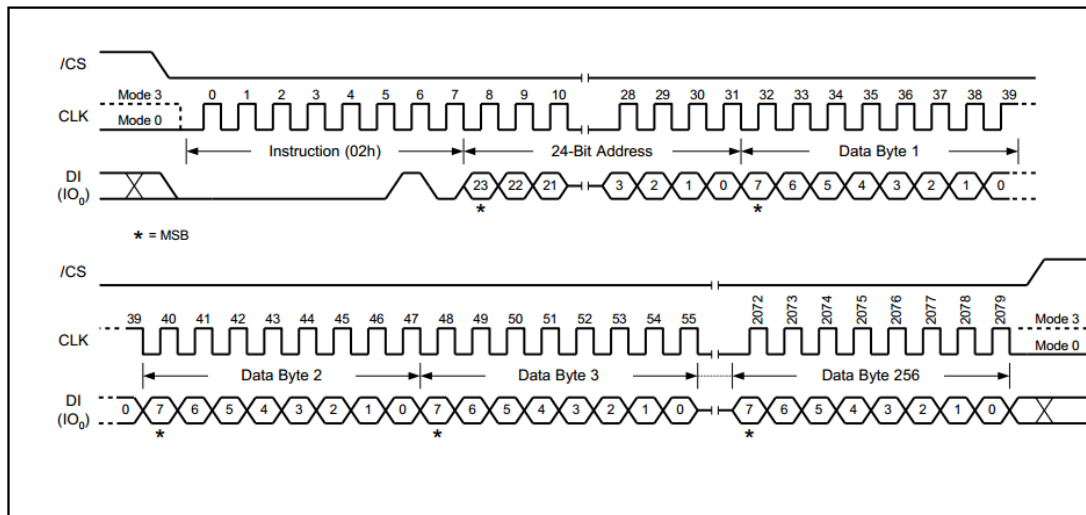 /CS
Mode 3 0 1 2 3 4 5 6 7 8 9 10 28 29 30 31 32 33 34 35 36 37 38 39
CLK Mode 0
Instruction (02h) 24-Bit Address Data Byte 1
DI
(IO0) 23 22 21 3 2 1 0 7 6 5 4 3 2 1 0
* *
* = MSB
/CS
39 40 41 42 43 44 45 46 47 48 49 50 51 52 53 54 55 2072 2073 2074 2075 2076 2077 2078 2079 Mode 3
CLK Mode 0
Data Byte 2 Data Byte 3 Data Byte 256
DI
(IO0) 0 7 6 5 4 3 2 1 0 7 6 5 4 3 2 1 0 7 6 5 4 3 2 1 0
* * *